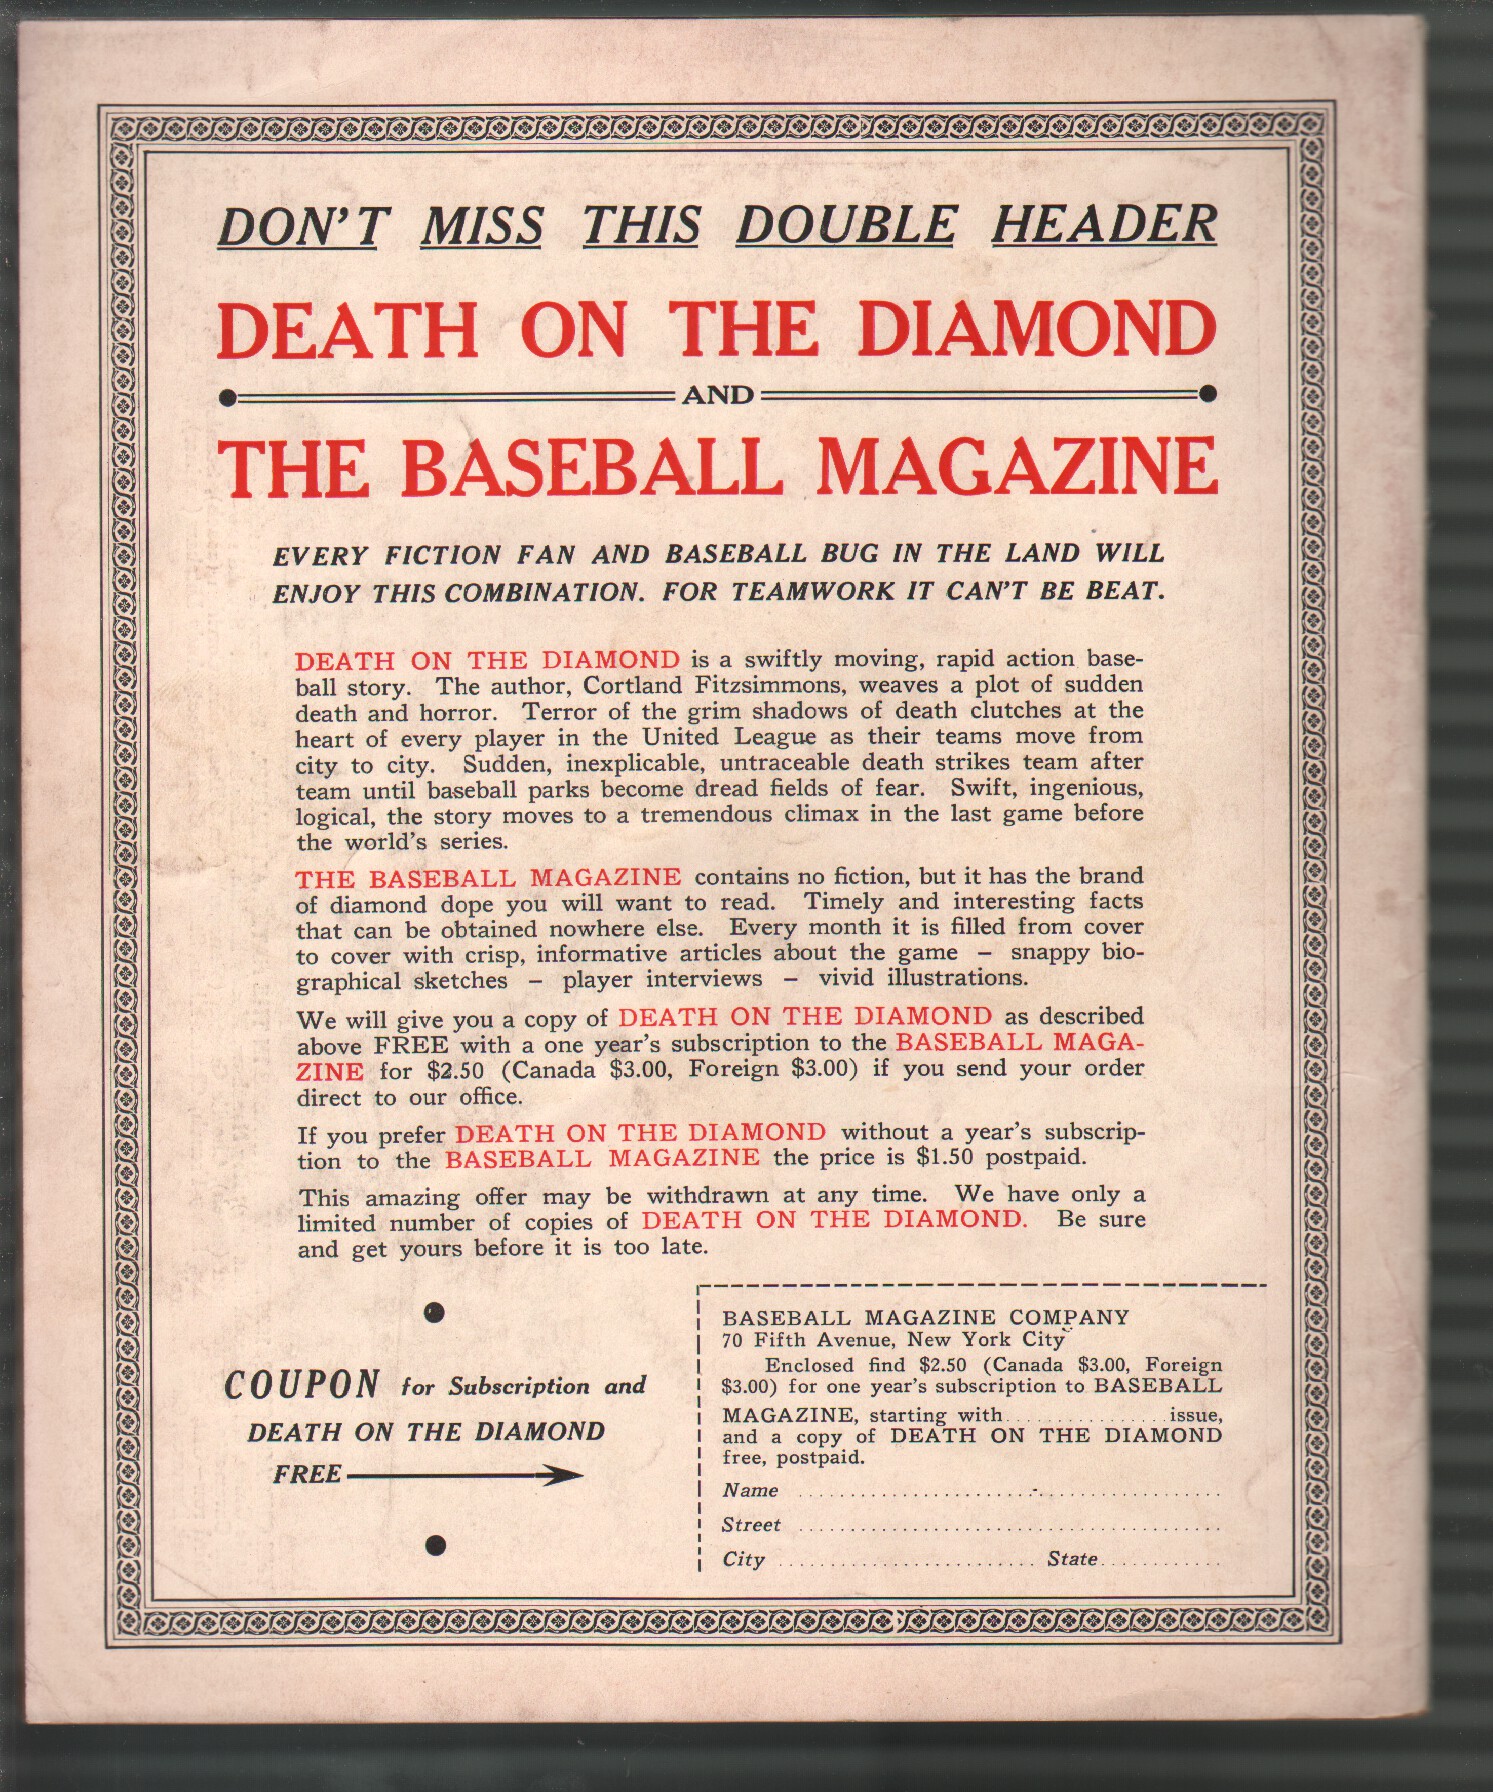 DON'T MISS THIS DOUBLE HEADER
DEATH ON THE DIAMOND
AND
THE BASEBALL MAGAZINE
EVERY FICTION FAN AND BASEBALL BUG IN THE LAND WILL
ENJOY THIS COMBINATION. FOR TEAMWORK IT CAN'T BE BEAT.
DEATH ON THE DIAMOND is a swiftly moving, rapid action base-
ball story. The author, Cortland Fitzsimmons, weaves a plot of sudden
death and horror. Terror of the grim shadows of death clutches at the
heart of every player in the United League as their teams move from
city to city. Sudden, inexplicable, untraceable death strikes team after
team until baseball parks become dread fields of fear. Swift, ingenious,
logical, the story moves to a tremendous climax in the last game before
the world's series.
THE BASEBALL MAGAZINE contains no fiction, but it has the brand
of diamond dope you will want to read. Timely and interesting facts
that can be obtained nowhere else. Every month it is filled from cover
to cover with crisp, informative articles about the game – snappy bio-
graphical sketches – player interviews – vivid illustrations.
We will give you a copy of DEATH ON THE DIAMOND as described
above FREE with a one year's subscription to the BASEBALL MAGA-
ZINE for $2.50 (Canada $3.00, Foreign $3.00) if you send your order
direct to our office.
If you prefer DEATH ON THE DIAMOND without a year's subscrip-
tion to the BASEBALL MAGAZINE the price is $1.50 postpaid.
This amazing offer may be withdrawn at any time. We have only a
limited number of copies of DEATH ON THE DIAMOND. Be sure
and get yours before it is too late.
COUPON for Subscription and
DEATH ON THE DIAMOND
FREE
BASEBALL MAGAZINE COMPANY
70 Fifth Avenue, New York City
Enclosed find $2.50 (Canada $3.00, Foreign
$3.00) for one year's subscription to BASEBALL
MAGAZINE, starting with................issue,
and a copy of DEATH ON THE DIAMOND
free, postpaid.
Name ........................................
Street ........................................
City ........................ State............